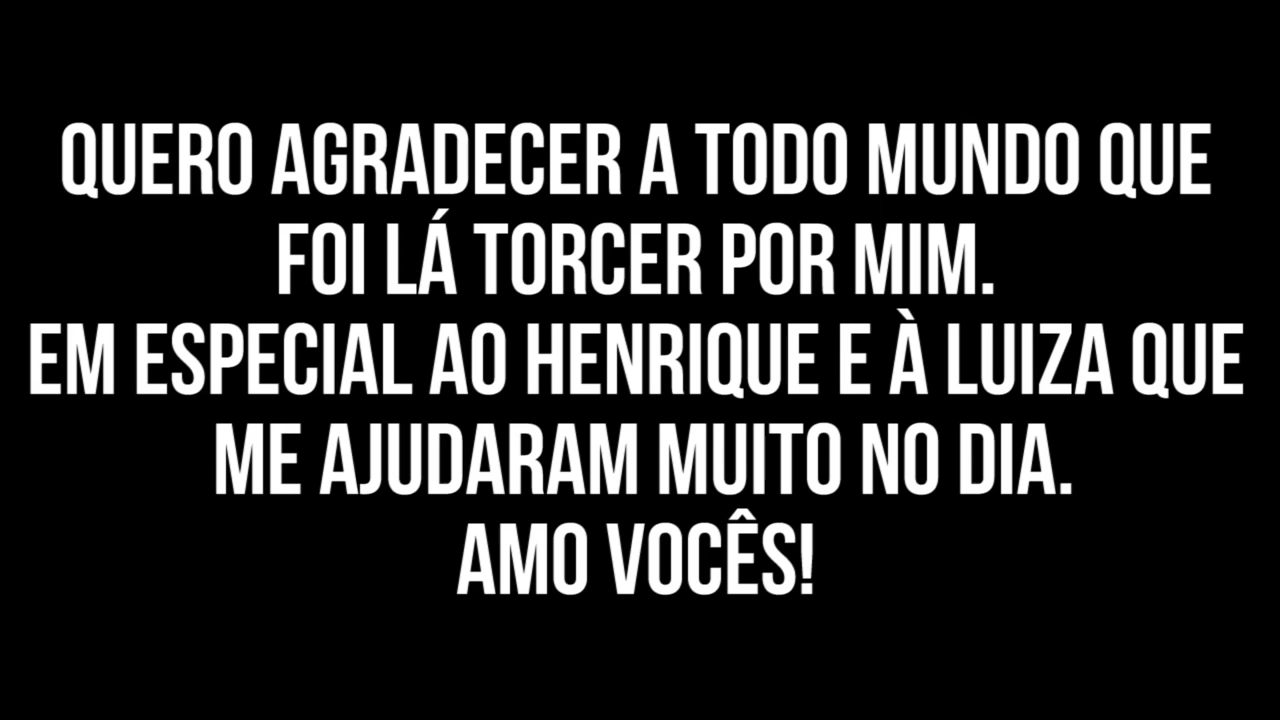 QUERO AGRADECER A TODO MUNDO QUE
FOI LÁ TORCER POR MIM.
EM ESPECIAL AO HENRIQUE E À LUIZA QUE
ME AJUDARAM MUITO NO DIA.
AMO VOCÊS!